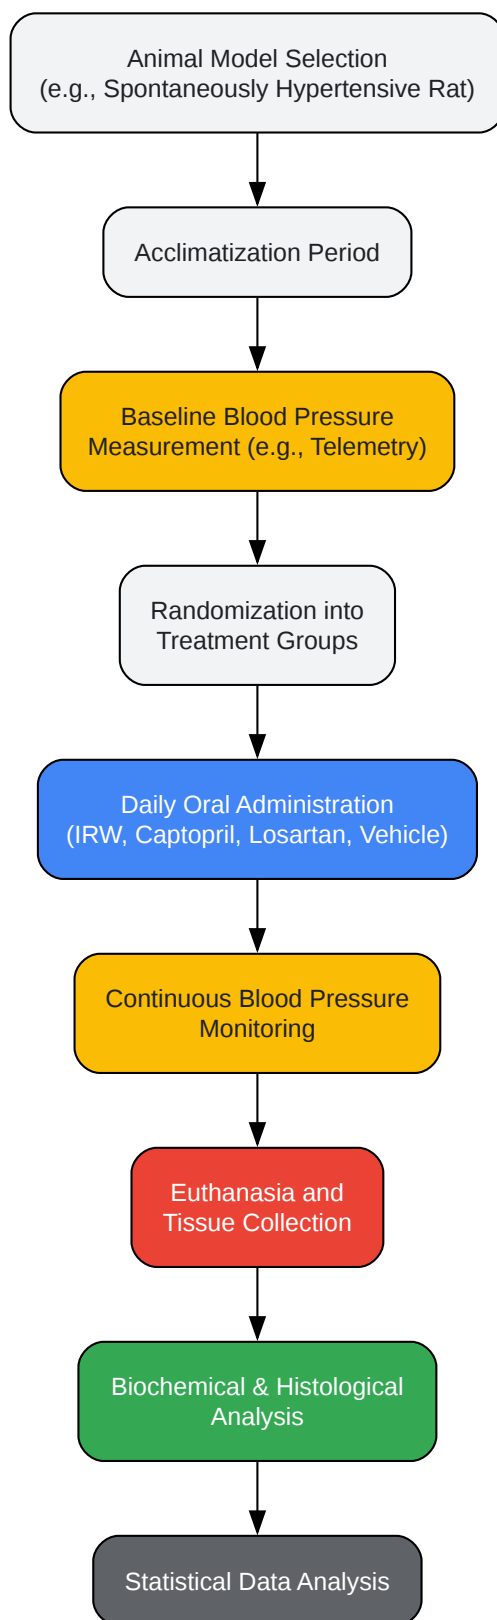 Animal Model Selection
(e.g., Spontaneously Hypertensive Rat)
Acclimatization Period
Baseline Blood Pressure
Measurement (e.g., Telemetry)
Randomization into
Treatment Groups
Daily Oral Administration
(IRW, Captopril, Losartan, Vehicle)
Continuous Blood Pressure
Monitoring
Euthanasia and
Tissue Collection
Biochemical & Histological
Analysis
Statistical Data Analysis